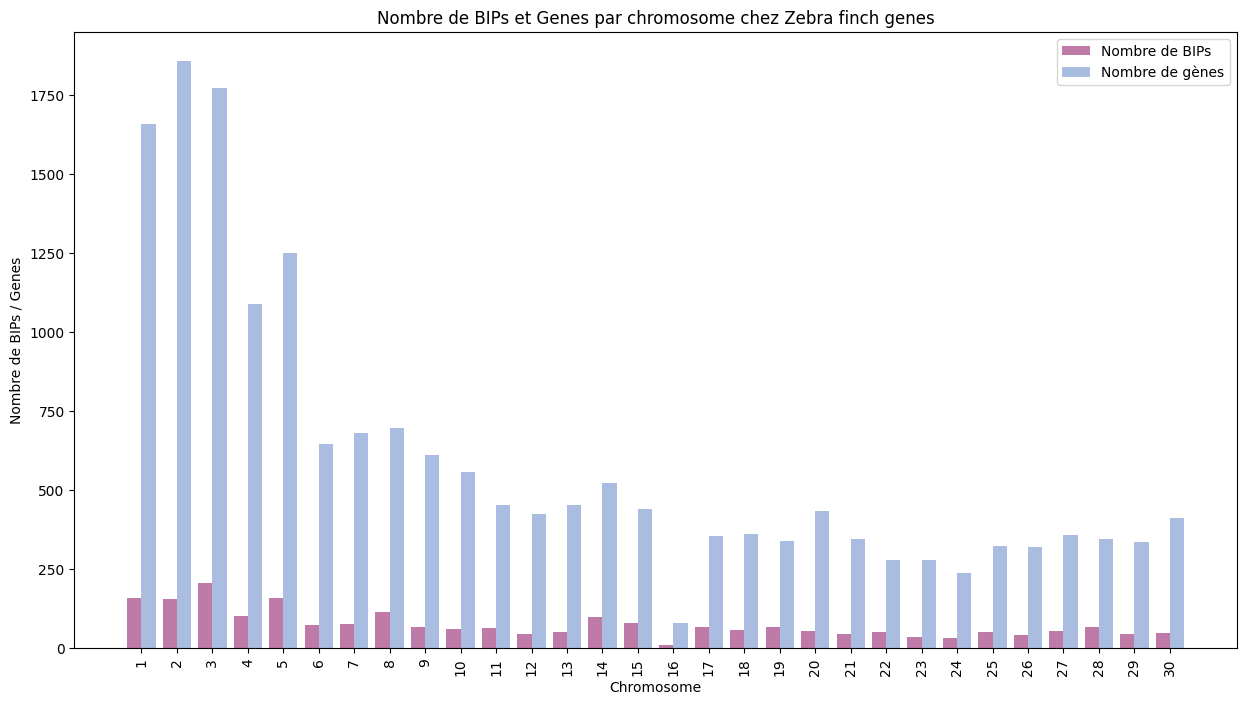 Nombre de BIPs et Genes par chromosome chez Zebra finch genes
Nombre de BIPs
Nombre de gènes
Nombre de BIPs / Genes
1750
1500
1250
1000
750
500
250
0
1 2 3 4 5 6 7 8 9 10 11 12 13 14 15 16 17 18 19 20 21 22 23 24 25 26 27 28 29 30
Chromosome